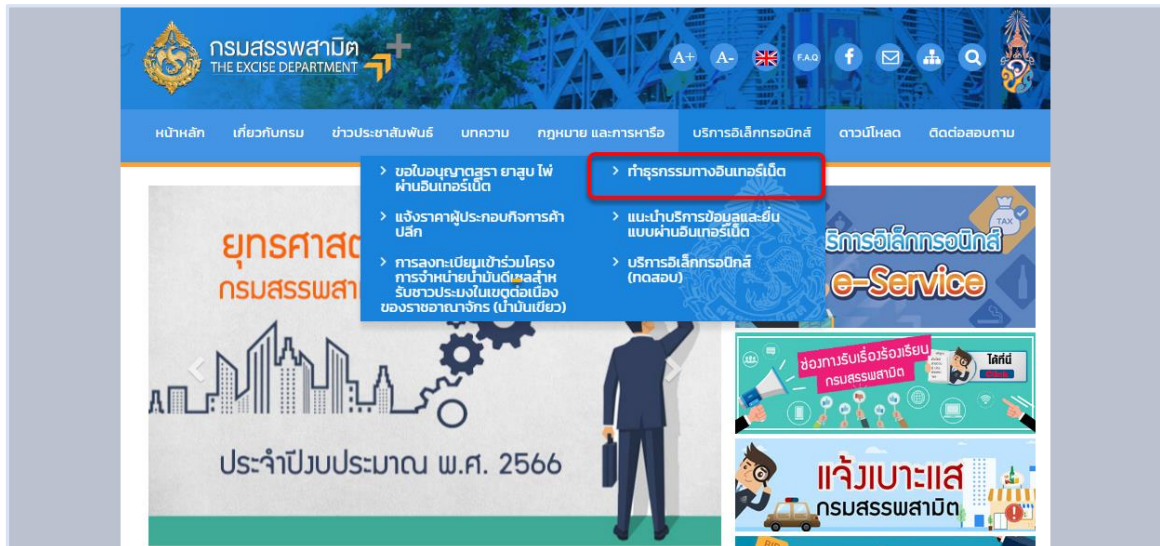 กรมสรรพสามิต
THE EXCISE DEPARTMENT
A+ A- F.A.Q f
หน้าหลัก เกี่ยวกับกรม ข่าวประชาสัมพันธ์ บทความ กฎหมาย และการหารือ บริการอิเล็กทรอนิกส์ ดาวน์โหลด ติดต่อสอบถาม
> ขอใบอนุญาตสุรา ยาสูบ ไพ่
ผ่านอินเทอร์เน็ต
> แจ้งราคาผู้ประกอบกิจการค้า
ปลีก
> การลงทะเบียนเข้าร่วมโครง
การจำหน่ายน้ำมันดีเซลสำห
รับชาวประมงในเขตต่อเนื่อง
ของราชอาณาจักร (น้ำมันเขียว)
> ทำธุรกรรมทางอินเทอร์เน็ต
> แนะนำบริการข้อมูลและยื่น
แบบผ่านอินเทอร์เน็ต
> บริการอิเล็กทรอนิกส์
(ทดสอบ)
ยุทธศาสต
กรมสรรพสา
ประจำปีงบประมาณ พ.ศ. 2566
TAX
ริการอิเล็กทรอนิกส์
e-Service
ช่องทางรับเรื่องร้องเรียน
กรมสรรพสามิต
ได้ที่นี่
Click
แจ้งเบาะแส
กรมสรรพสามิต
BID